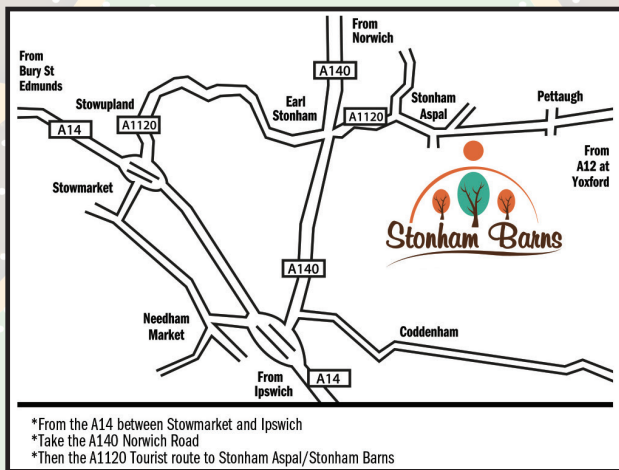 From
Norwich
From
Bury St
Edmunds
A140
Stowupland
Earl
Stonham
Stonham
Aspal
Pettaugh
A14
A1120
A1120
From
A12 at
Yoxford
Stowmarket
Stonham Barns
A140
Needham
Market
Coddenham
From
Ipswich
A14
*From the A14 between Stowmarket and Ipswich
*Take the A140 Norwich Road
*Then the A1120 Tourist route to Stonham Aspal/Stonham Barns